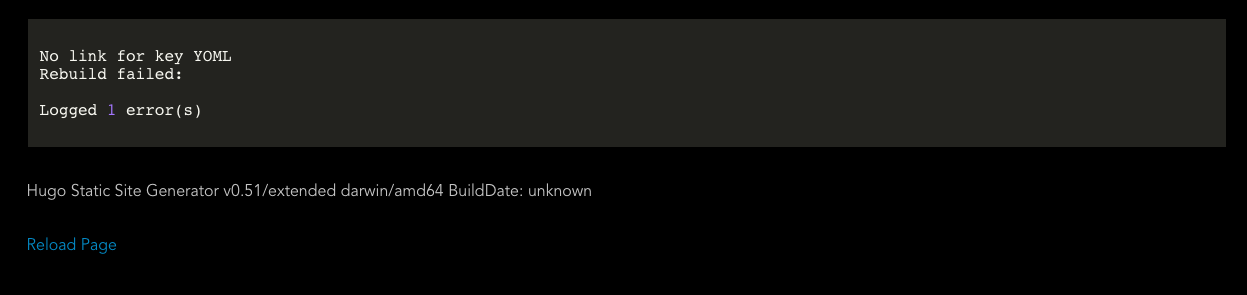 No link for key YOML
Rebuild failed:
Logged 1 error(s)
Hugo Static Site Generator v0.51/extended darwin/amd64 BuildDate: unknown
Reload Page